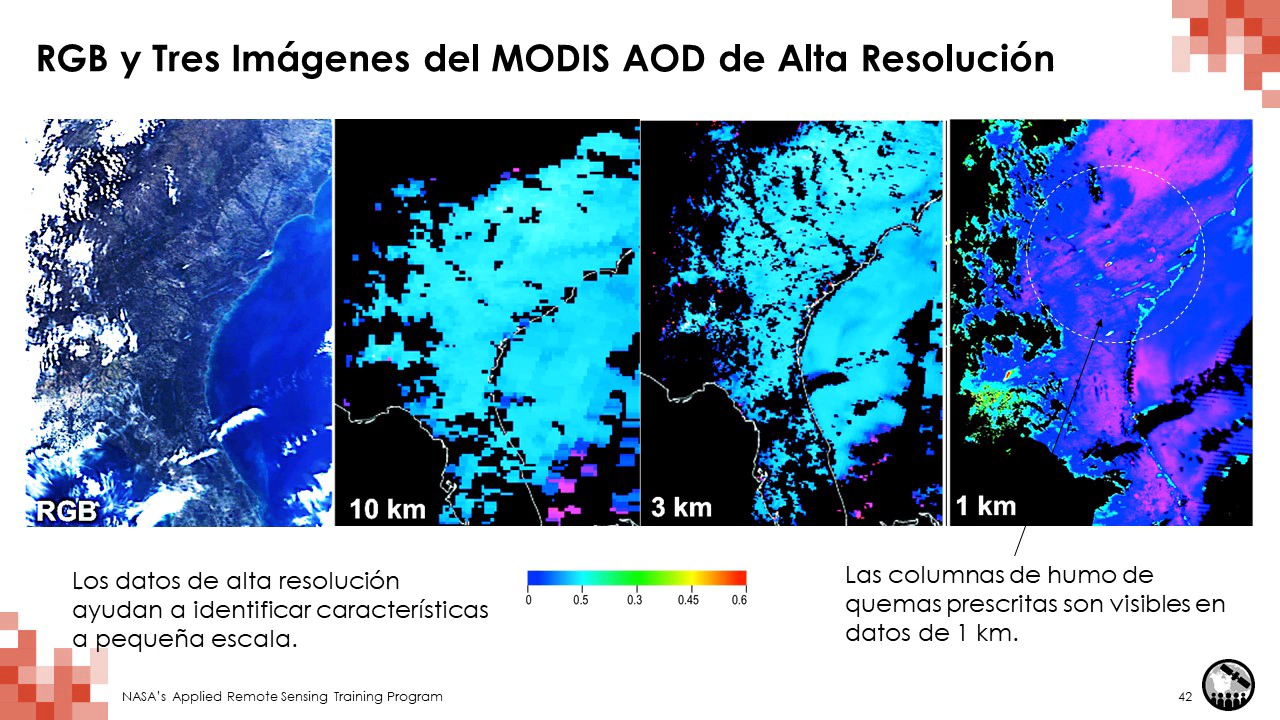 RGB y Tres Imágenes del MODIS AOD de Alta Resolución
RGB
10 km
3 km
1 km
Los datos de alta resolución
ayudan a identificar características
a pequeña escala.
0 0.5 0.3 0.45 0.6
Las columnas de humo de
quemas prescritas son visibles en
datos de 1 km.
NASA's Applied Remote Sensing Training Program
42